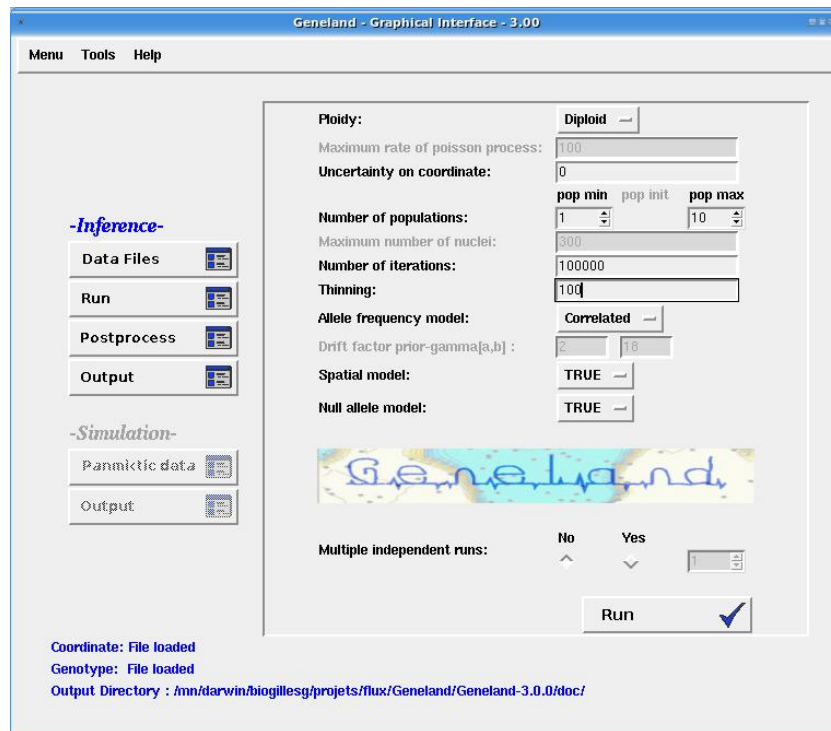 Geneland - Graphical Interface - 3.00
Menu Tools Help
Ploidy: Diploid
Maximum rate of poisson process: 100
Uncertainty on coordinate: 0
pop min pop init pop max
Number of populations: 1 10
Maximum number of nuclei: 300
Number of iterations: 100000
Thinning: 100
Allele frequency model: Correlated
Drift factor prior-gamma[a,b] : 2 18
Spatial model: TRUE
Null allele model: TRUE
-Inference-
Data Files
Run
Postprocess
Output
-Simulation-
Panmictic data
Output
Geneland
No Yes
Multiple independent runs: 1
Run
Coordinate: File loaded
Genotype: File loaded
Output Directory : /mn/darwin/biogillesg/projets/flux/Geneland/Geneland-3.0.0/doc/